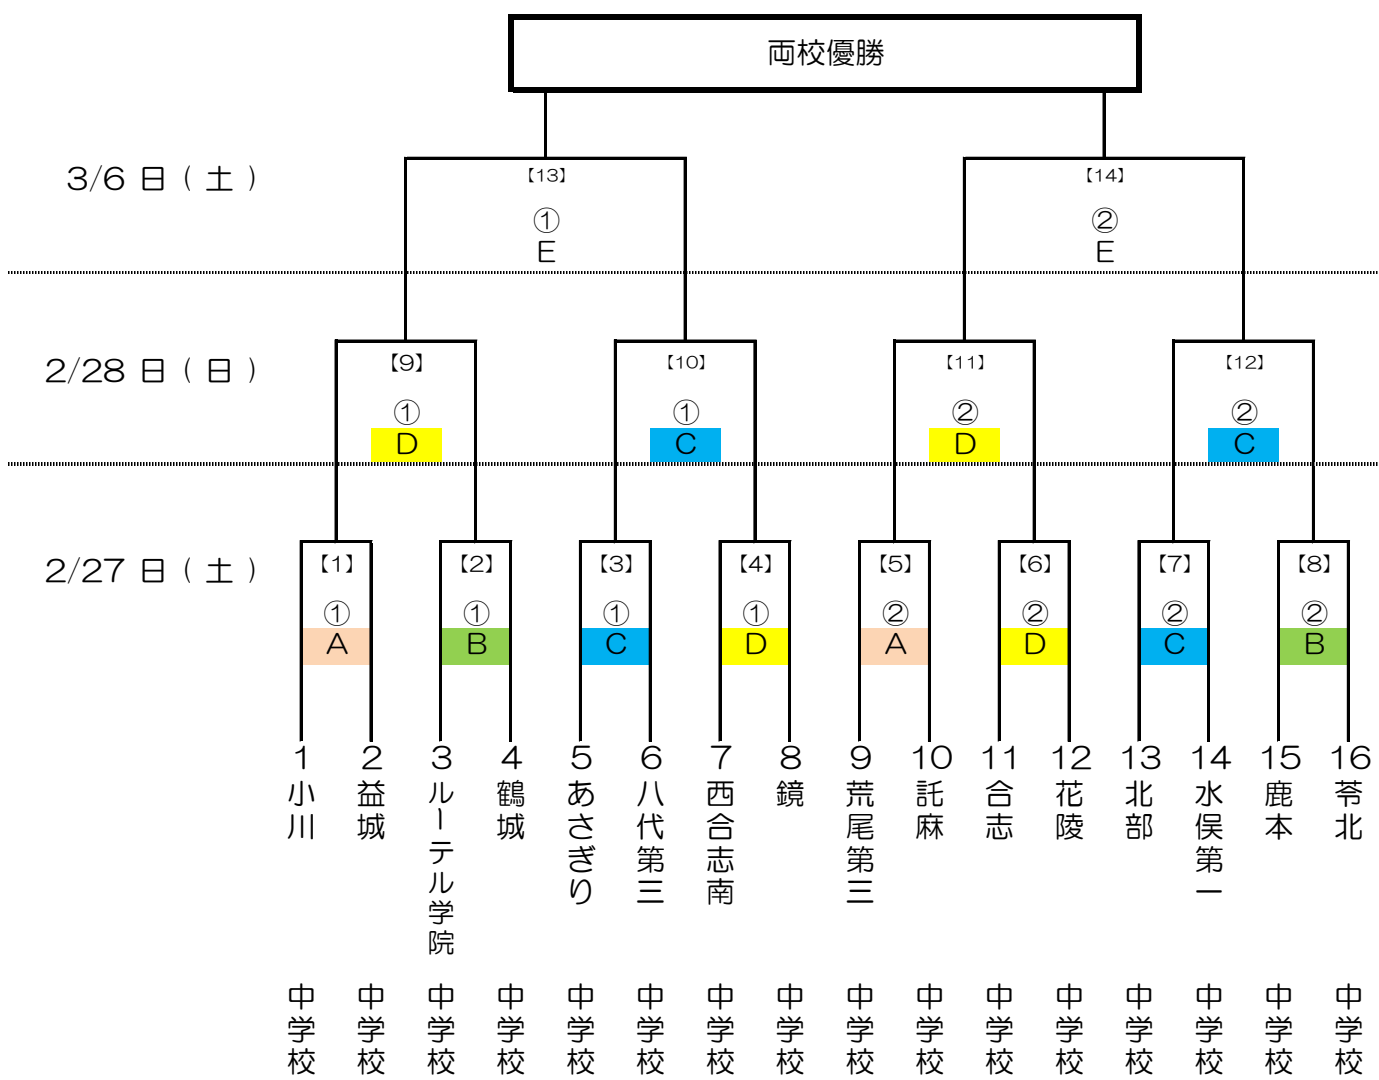 両校優勝
3/6 日 ( 土 )
【13】
【14】
①
②
E
E
2/28 日 ( 日 )
【9】
【10】
【11】
【12】
①
①
②
②
D
C
D
C
2/27 日 ( 土 )
【1】
【2】
【3】
【4】
【5】
【6】
【7】
【8】
①
①
①
①
②
②
②
②
A
B
C
D
A
D
C
B
1
小川
中学校
2
益城
中学校
3
ルーテル学院
中学校
4
鶴城
中学校
5
あさぎり
中学校
6
八代第三
中学校
7
西合志南
中学校
8
鏡
中学校
9
荒尾第三
中学校
10
託麻
中学校
11
合志
中学校
12
花陵
中学校
13
北部
中学校
14
水俣第一
中学校
15
鹿本
中学校
16
苓北
中学校